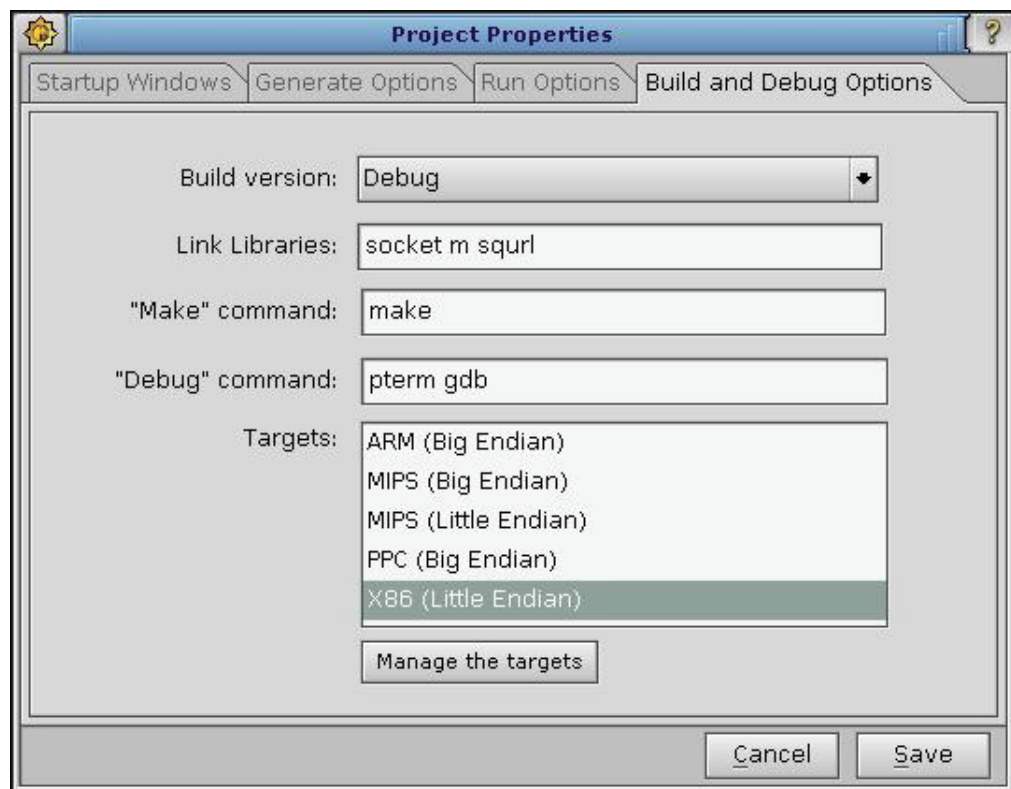 Project Properties
?
Startup Windows Generate Options Run Options Build and Debug Options
Build version: Debug
Link Libraries: socket m squrl
"Make" command: make
"Debug" command: pterm gdb
Targets: ARM (Big Endian)
MIPS (Big Endian)
MIPS (Little Endian)
PPC (Big Endian)
X86 (Little Endian)
Manage the targets
Cancel Save